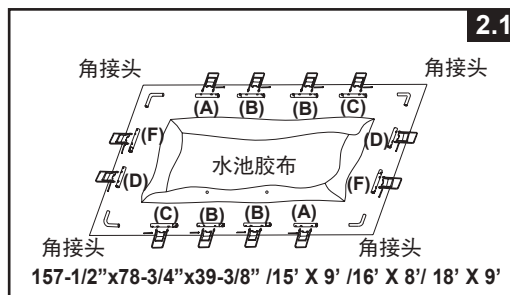 2.1
角接头 角接头
(A) (B) (B) (C)
(F) (D)
水池胶布
(D) (F)
(C) (B) (B) (A)
角接头 角接头
157-1/2”x78-3/4”x39-3/8” /15’ X 9’ /16’ X 8’/ 18’ X 9’